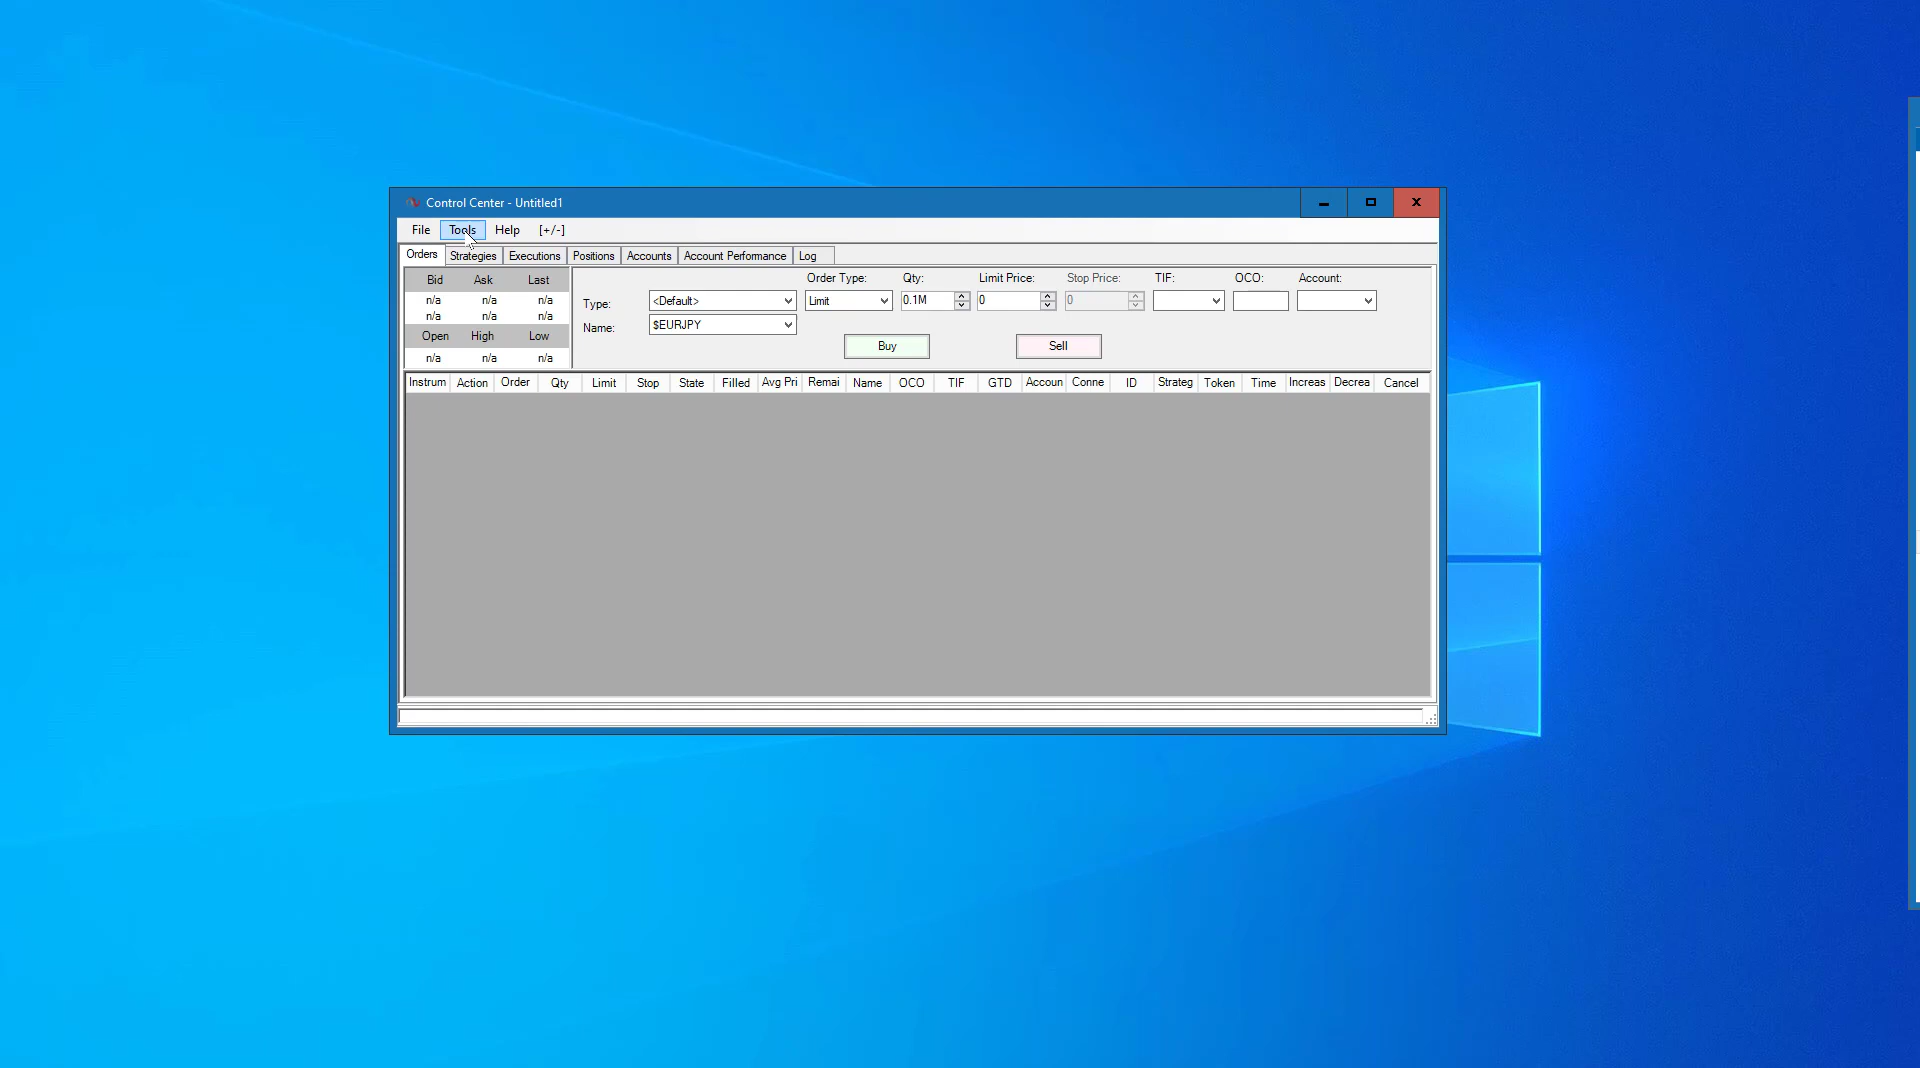 Control Center - Untitled1
File Tools Help [+/-]
Orders Strategies Executions Positions Accounts Account Performance Log
Bid Ask Last
n/a n/a n/a
n/a n/a n/a
Open High Low
n/a n/a n/a
Order Type: Qty: Limit Price: Stop Price: TIF: OCO: Account:
Type: <Default> Limit 0.1M 0 0
Name: $EURJPY
Buy Sell
Instrum Action Order Qty Limit Stop State Filled Avg Pri Remai Name OCO TIF GTD Accoun Conne ID Strateg Token Time Increas Decrea Cancel